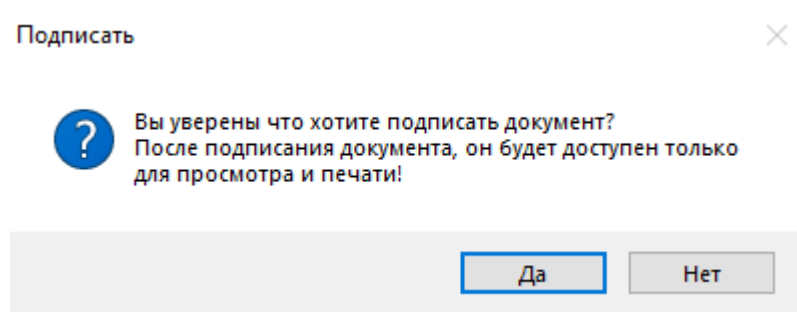 Подписать
Вы уверены что хотите подписать документ?
После подписания документа, он будет доступен только
для просмотра и печати!
Да
Нет